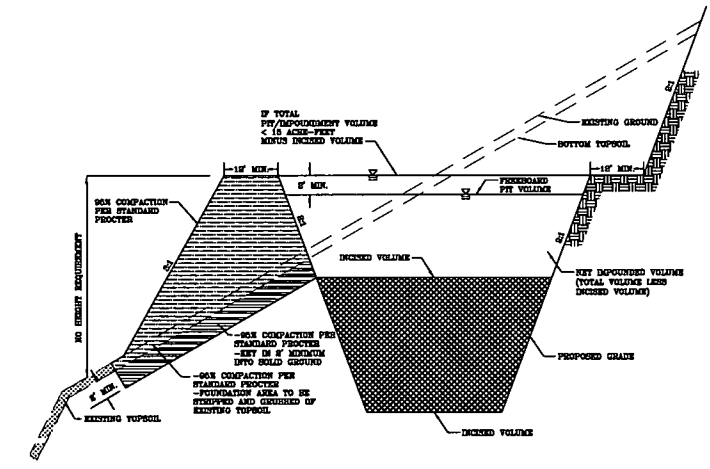 IF TOTAL
PIT/IMPOUNDMENT VOLUME
< 15 ACRE-FEET
MINUS INCISED VOLUME
EXISTING GROUND
BOTTOM TOPSOIL
2:1
12' MIN.
2' MIN.
FREEBOARD
PIT VOLUME
12' MIN.
95% COMPACTION
PER STANDARD
PROCTER
2:1
2:1
2:1
NO HEIGHT REQUIREMENT
INCISED VOLUME
NET IMPOUNDED VOLUME
(TOTAL VOLUME LESS
INCISED VOLUME)
-95% COMPACTION PER
STANDARD PROCTER
-KEY IN 2' MINIMUM
INTO SOLID GROUND
PROPOSED GRADE
-95% COMPACTION PER
STANDARD PROCTER
-FOUNDATION AREA TO BE
STRIPPED AND GRUBBED OF
EXISTING TOPSOIL
2' MIN.
EXISTING TOPSOIL
INCISED VOLUME